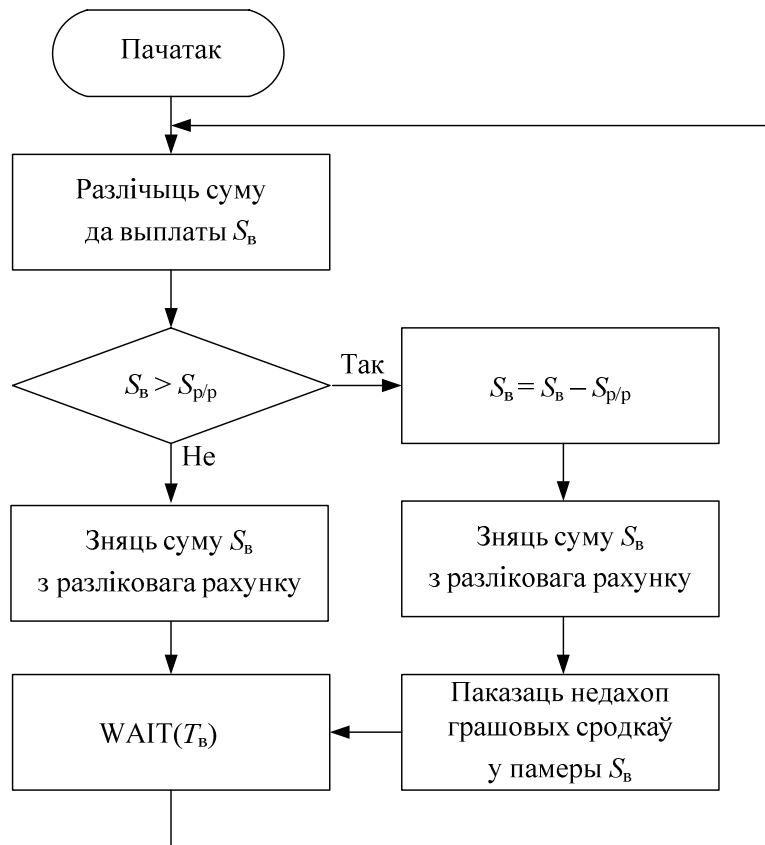 Пачатак
Разлічыць суму
да выплаты Sв
Sв > Sр/р
Так
Sв = Sв – Sр/р
Не
Зняць суму Sв
з разліковага рахунку
Зняць суму Sв
з разліковага рахунку
WAIT(Tв)
Паказаць недахоп
грашовых сродкаў
у памеры Sв